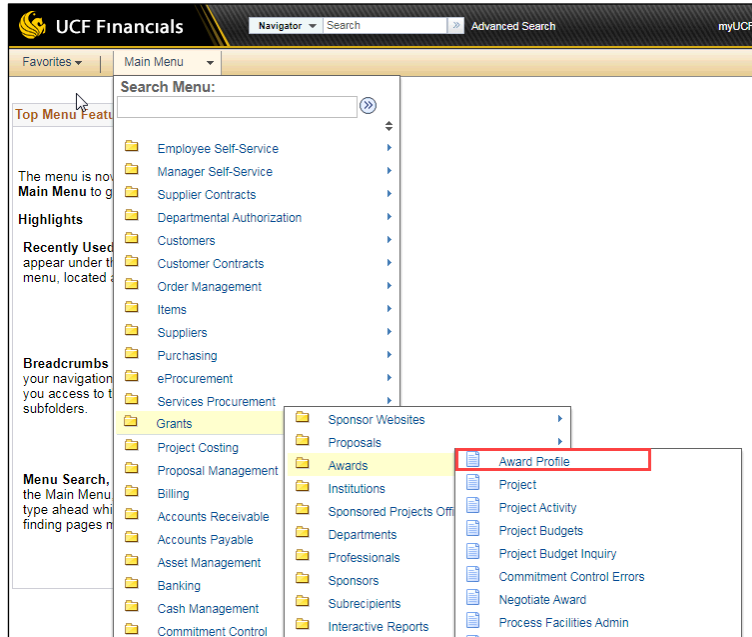 UCF Financials
Navigator Search Advanced Search myUCF
Favorites Main Menu
Search Menu:
Top Menu Featu
The menu is now
Main Menu to g
Highlights
Recently Used
appear under th
menu, located a
Breadcrumbs
your navigation
you access to t
subfolders.
Menu Search,
the Main Menu,
type ahead whi
finding pages m
Employee Self-Service
Manager Self-Service
Supplier Contracts
Departmental Authorization
Customers
Customer Contracts
Order Management
Items
Suppliers
Purchasing
eProcurement
Services Procurement
Grants
Project Costing
Proposal Management
Billing
Accounts Receivable
Accounts Payable
Asset Management
Banking
Cash Management
Commitment Control
Sponsor Websites
Proposals
Awards
Institutions
Sponsored Projects Offi
Departments
Professionals
Sponsors
Subrecipients
Interactive Reports
Award Profile
Project
Project Activity
Project Budgets
Project Budget Inquiry
Commitment Control Errors
Negotiate Award
Process Facilities Admin